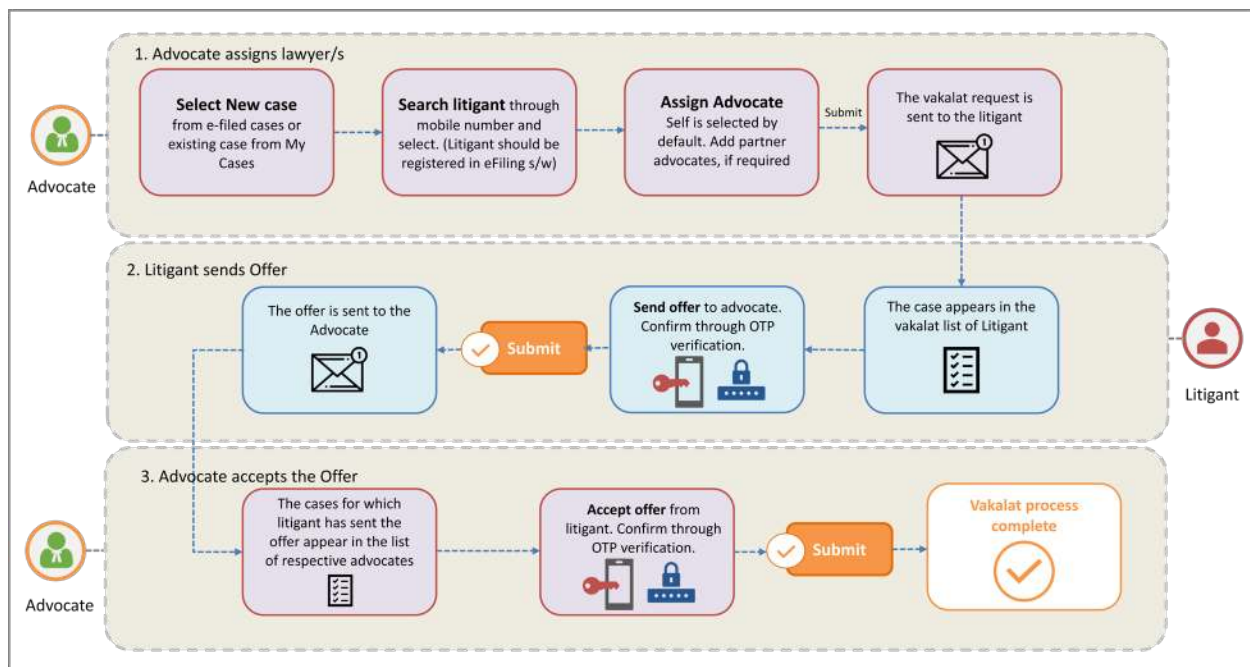 1. Advocate assigns lawyer/s
Advocate
Select New case
from e-filed cases or
existing case from My
Cases
Search litigant through
mobile number and
select. (Litigant should be
registered in eFiling s/w)
Assign Advocate
Self is selected by
default. Add partner
advocates, if required
Submit
The vakalat request is
sent to the litigant
1
2. Litigant sends Offer
The case appears in the
vakalat list of Litigant
Litigant
Send offer to advocate.
Confirm through OTP
verification.
Submit
The offer is sent to the
Advocate
1
3. Advocate accepts the Offer
Advocate
The cases for which
litigant has sent the
offer appear in the list
of respective advocates
Accept offer from
litigant. Confirm through
OTP verification.
Submit
Vakalat process
complete